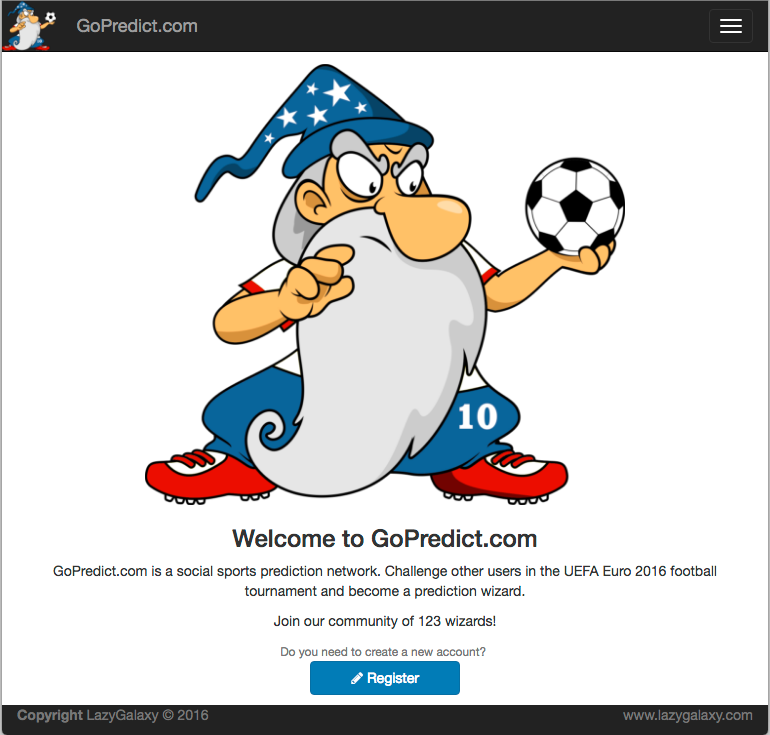 GoPredict.com
10
Welcome to GoPredict.com
GoPredict.com is a social sports prediction network. Challenge other users in the UEFA Euro 2016 football
tournament and become a prediction wizard.
Join our community of 123 wizards!
Do you need to create a new account?
Register
Copyright LazyGalaxy © 2016
www.lazygalaxy.com